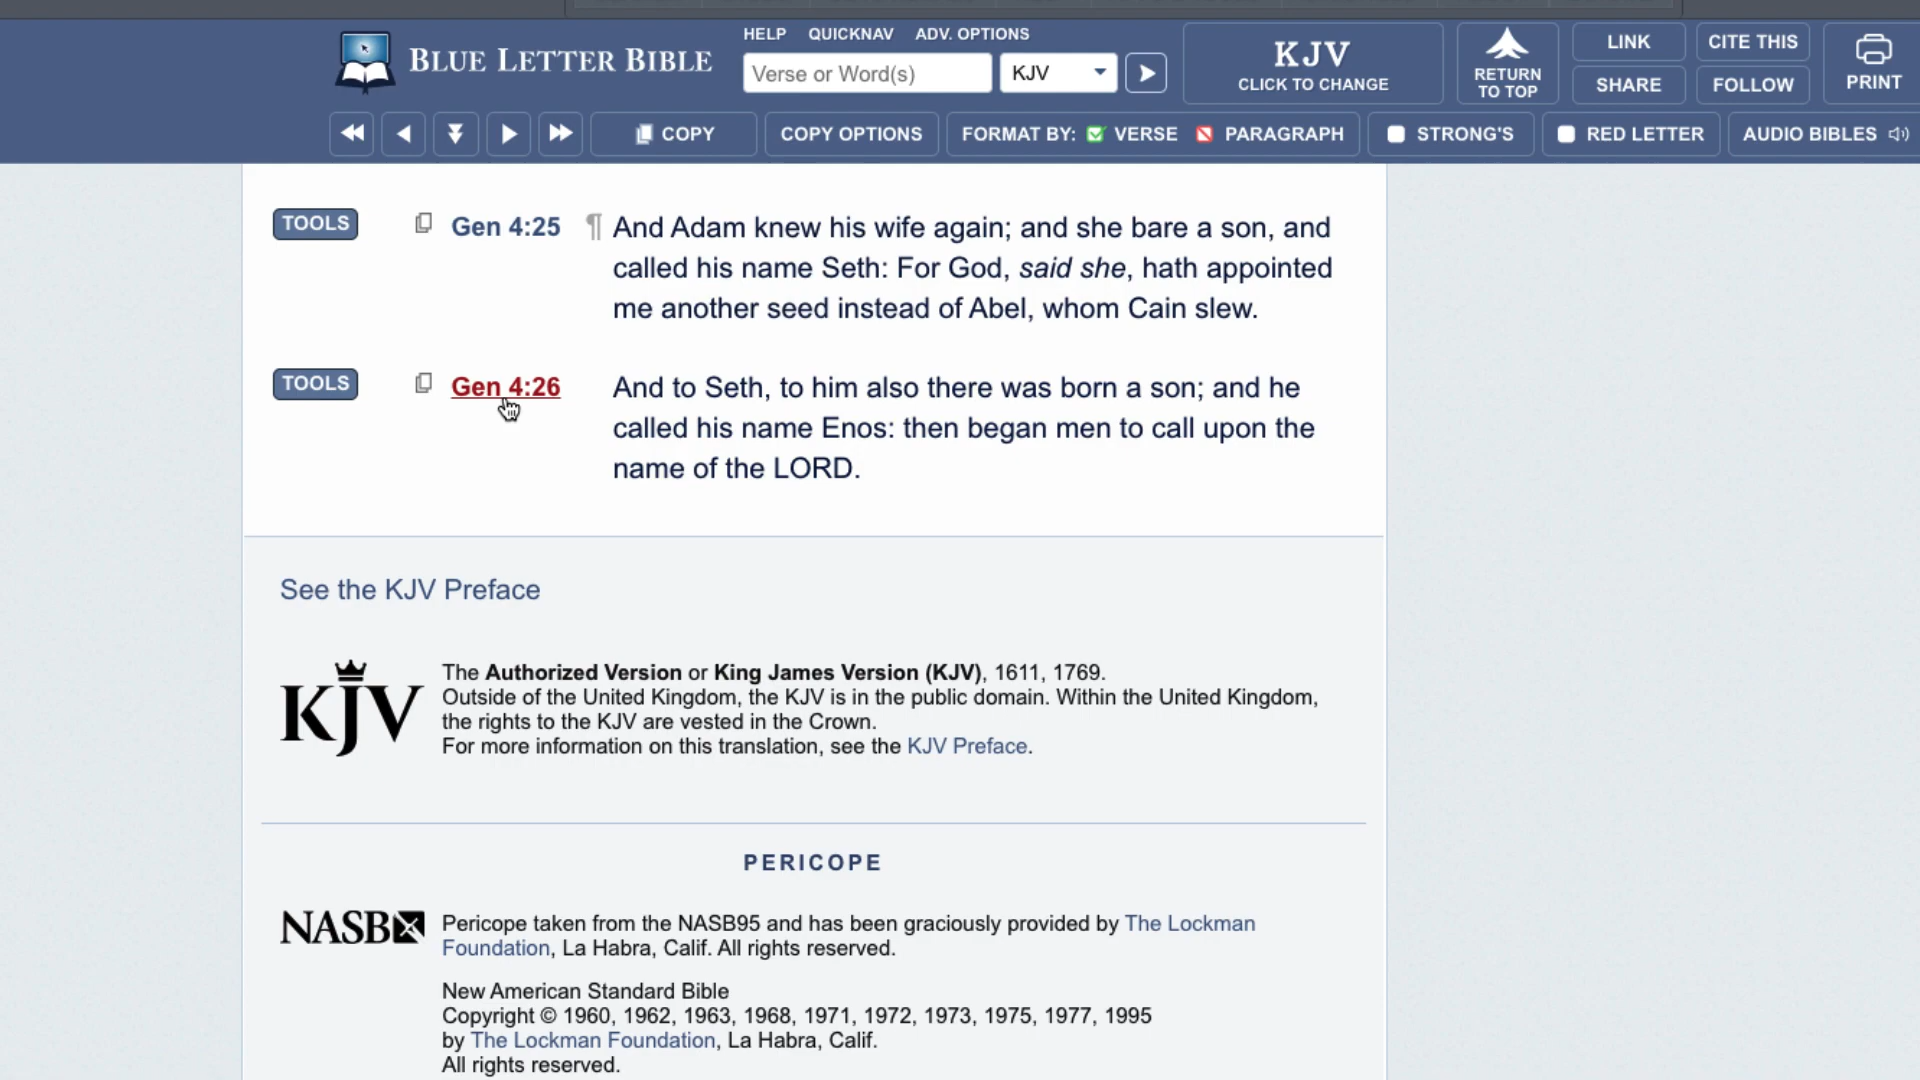 HELP QUICKNAV ADV. OPTIONS
BLUE LETTER BIBLE
Verse or Word(s) KJV
KJV
CLICK TO CHANGE
RETURN
TO TOP
LINK CITE THIS
SHARE FOLLOW
PRINT
COPY COPY OPTIONS FORMAT BY: VERSE PARAGRAPH STRONG'S RED LETTER AUDIO BIBLES
TOOLS Gen 4:25 ¶ And Adam knew his wife again; and she bare a son, and
called his name Seth: For God, said she, hath appointed
me another seed instead of Abel, whom Cain slew.
TOOLS Gen 4:26 And to Seth, to him also there was born a son; and he
called his name Enos: then began men to call upon the
name of the LORD.
See the KJV Preface
KJV
The Authorized Version or King James Version (KJV), 1611, 1769.
Outside of the United Kingdom, the KJV is in the public domain. Within the United Kingdom,
the rights to the KJV are vested in the Crown.
For more information on this translation, see the KJV Preface.
PERICOPE
NASB
Pericope taken from the NASB95 and has been graciously provided by The Lockman
Foundation, La Habra, Calif. All rights reserved.
New American Standard Bible
Copyright © 1960, 1962, 1963, 1968, 1971, 1972, 1973, 1975, 1977, 1995
by The Lockman Foundation, La Habra, Calif.
All rights reserved.